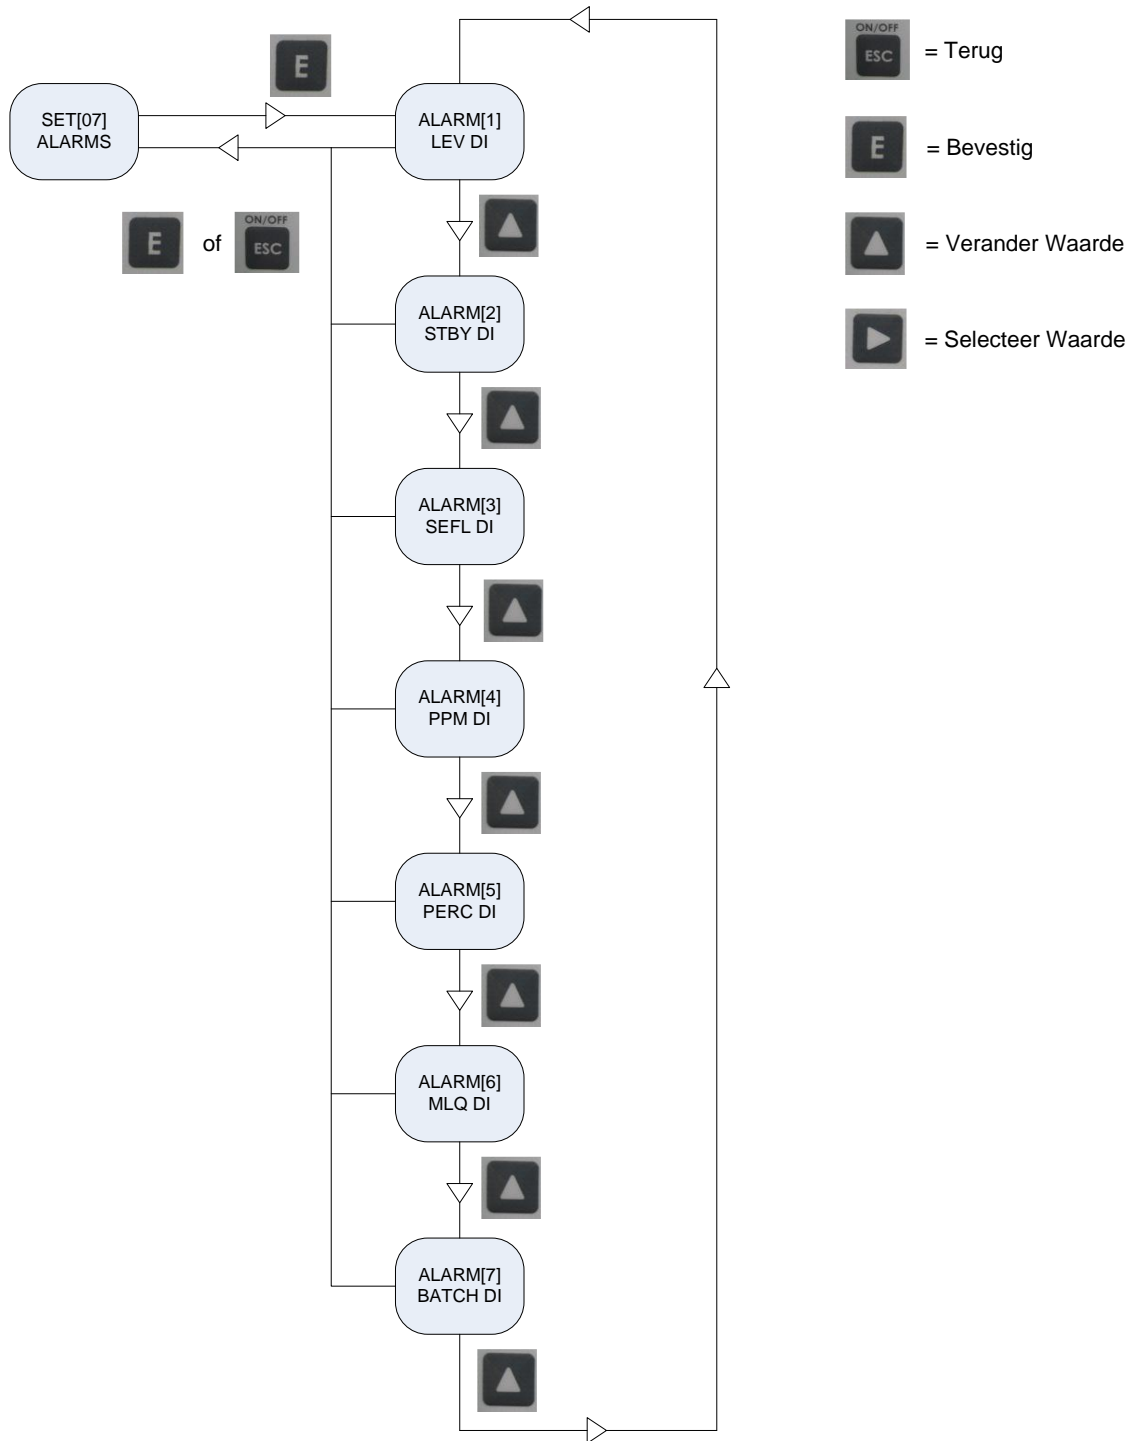 SET[07]
ALARMS
E
ALARM[1]
LEV DI
E
of
ON/OFF
ESC
ALARM[2]
STBY DI
ALARM[3]
SEFL DI
ALARM[4]
PPM DI
ALARM[5]
PERC DI
ALARM[6]
MLQ DI
ALARM[7]
BATCH DI
ON/OFF
ESC
= Terug
E
= Bevestig
= Verander Waarde
= Selecteer Waarde